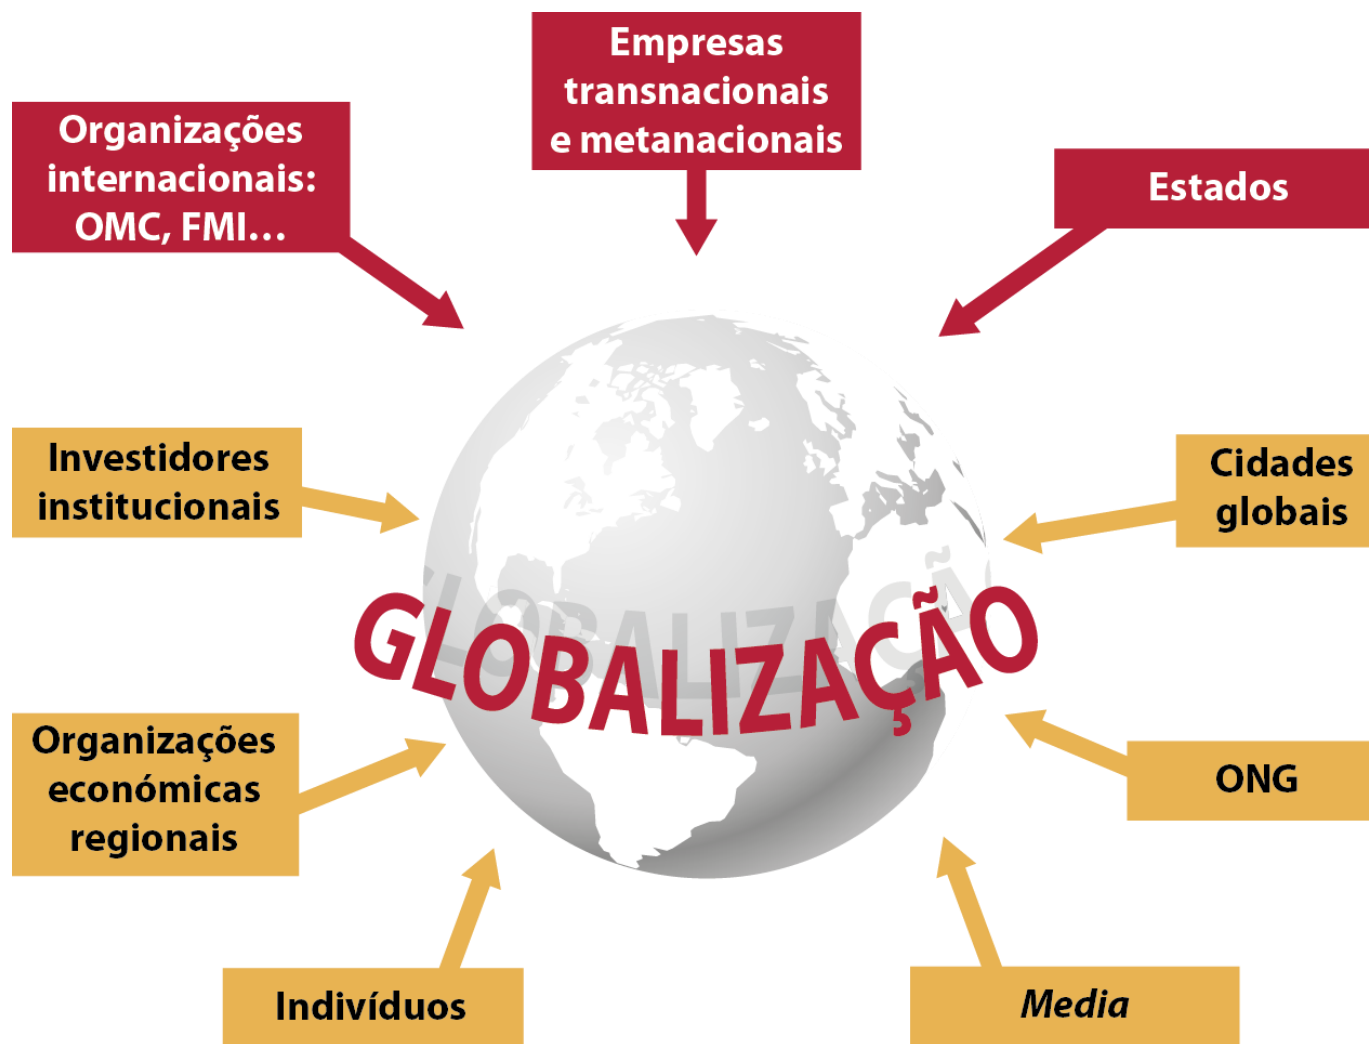 Empresas
transnacionais
e metanacionais
Organizações
internacionais:
OMC, FMI…
Estados
Investidores
institucionais
Cidades
globais
GLOBALIZAÇÃO
GLOBALIZAÇÃO
Organizações
económicas
regionais
ONG
Indivíduos
Media